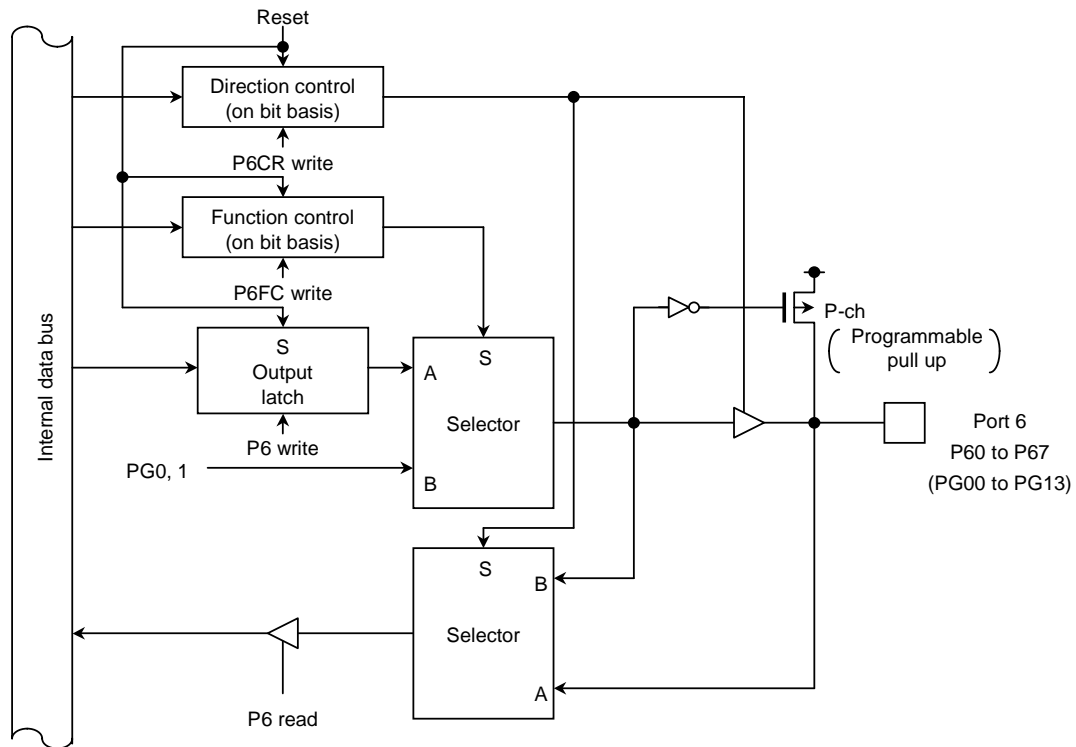 Reset
Direction control
(on bit basis)
P6CR write
Function control
(on bit basis)
P6FC write
S
Output
latch
P6 write
PG0, 1
A
S
Selector
B
P-ch
(Programmable
pull up)
Port 6
P60 to P67
(PG00 to PG13)
Internal data bus
S
B
Selector
A
P6 read